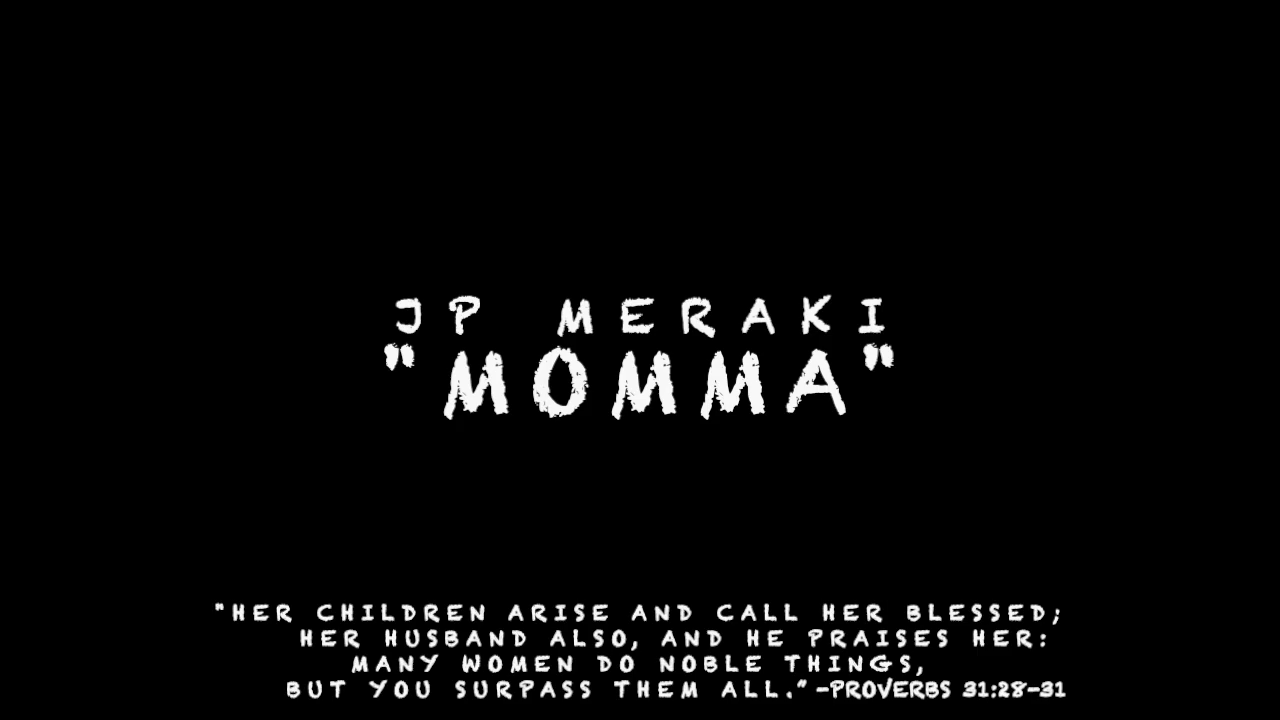 JP MERAKI
"MOMMA"
"HER CHILDREN ARISE AND CALL HER BLESSED;
HER HUSBAND ALSO, AND HE PRAISES HER:
MANY WOMEN DO NOBLE THINGS,
BUT YOU SURPASS THEM ALL." -PROVERBS 31:28-31